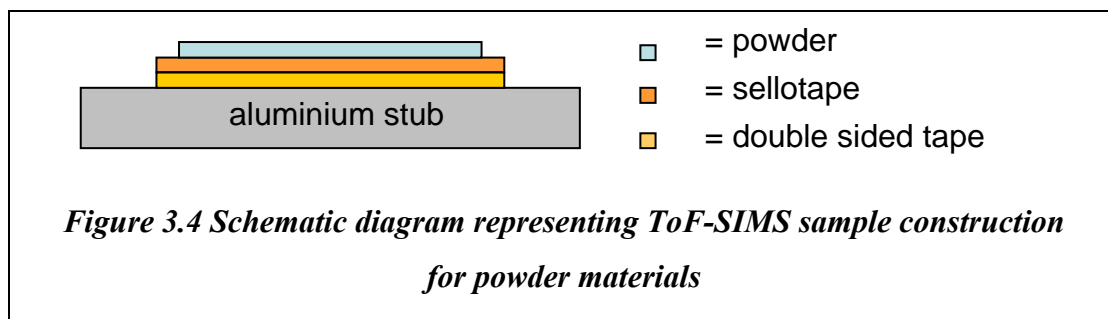 = powder
= sellotape
aluminium stub
= double sided tape
Figure 3.4 Schematic diagram representing ToF-SIMS sample construction
for powder materials